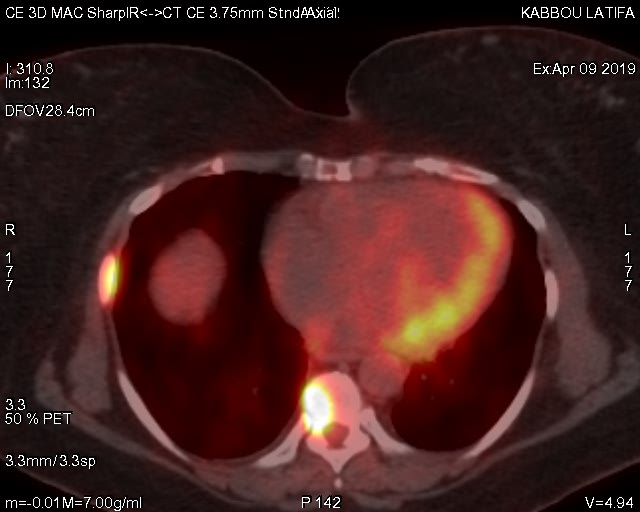 CE 3D MAC SharpIR<->CT CE 3.75mm Stnd
KABBOU LATIFA
I: 310.8
Im:132
Ex:Apr 09 2019
DFOV28.4cm
R
L
1
7
7
1
7
7
3.3
50 % PET
3.3mm/3.3sp
m=-0.01M=7.00g/ml
P 142
V=4.94